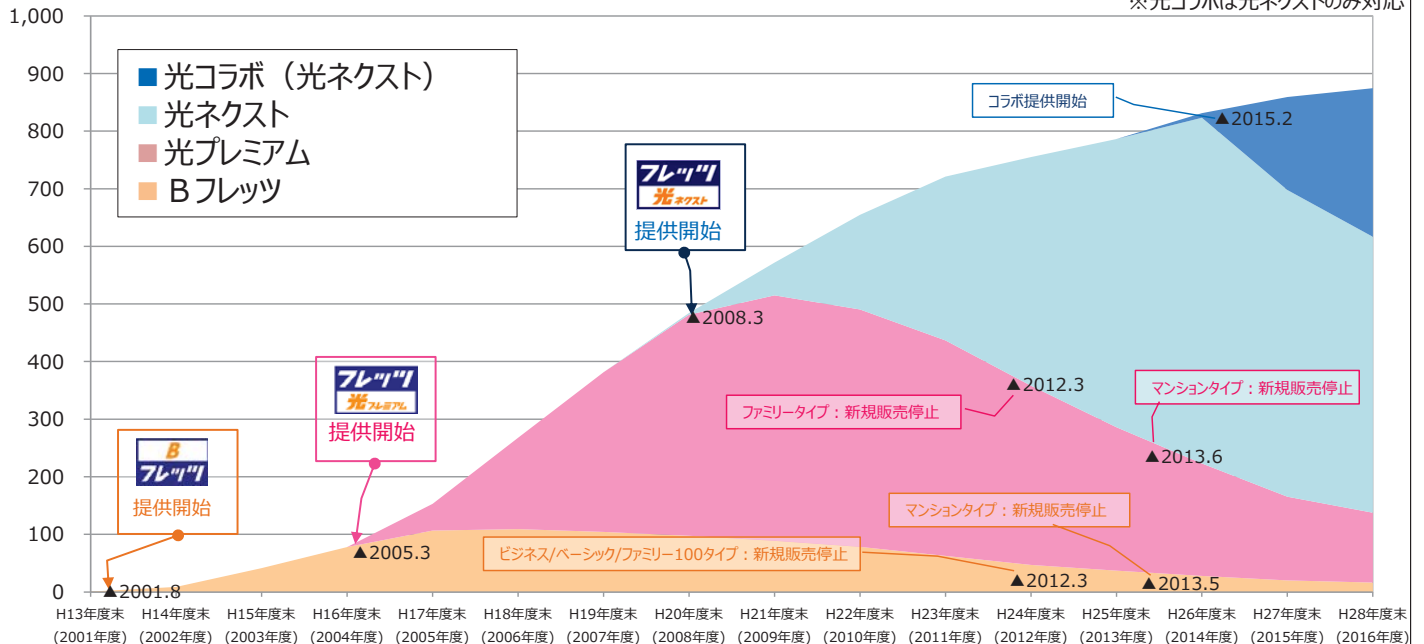 ※光コラボは光ネクストのみ対応
1,000
900
800
700
600
500
400
300
200
100
0
光コラボ（光ネクスト）
光ネクスト
光プレミアム
Ｂフレッツ
コラボ提供開始
▲2015.2
フレッツ
光ネクスト
提供開始
▲2008.3
フレッツ
光プレミアム
提供開始
▲2005.3
B
フレッツ
提供開始
▲2001.8
ファミリータイプ：新規販売停止
▲2012.3
マンションタイプ：新規販売停止
▲2013.6
マンションタイプ：新規販売停止
▲2013.5
ビジネス/ベーシック/ファミリー100タイプ：新規販売停止
▲2012.3
H13年度末 H14年度末 H15年度末 H16年度末 H17年度末 H18年度末 H19年度末 H20年度末 H21年度末 H22年度末 H23年度末 H24年度末 H25年度末 H26年度末 H27年度末 H28年度末
(2001年度) (2002年度) (2003年度) (2004年度) (2005年度) (2006年度) (2007年度) (2008年度) (2009年度) (2010年度) (2011年度) (2012年度) (2013年度) (2014年度) (2015年度) (2016年度)